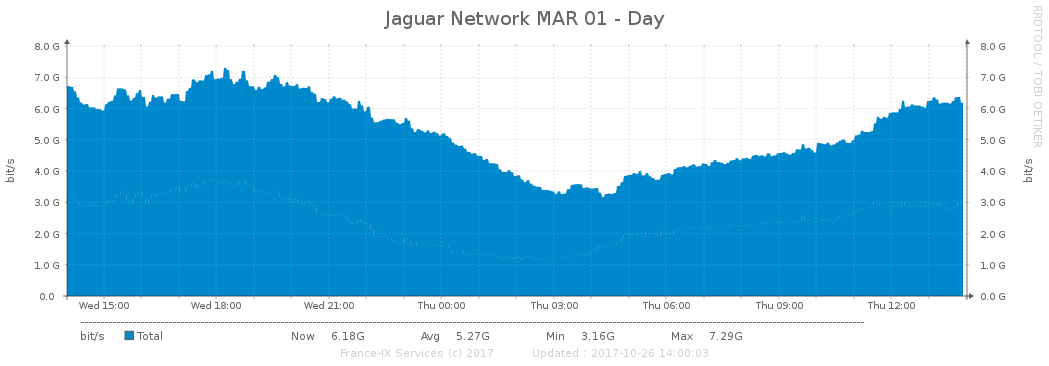 Jaguar Network MAR 01 - Day
RRDTOOL / TOBI OETIKER
bit/s
8.0 G 8.0 G
7.0 G 7.0 G
6.0 G 6.0 G
5.0 G 5.0 G
4.0 G 4.0 G
3.0 G 3.0 G
2.0 G 2.0 G
1.0 G 1.0 G
0.0 0.0 G
bit/s
Wed 15:00 Wed 18:00 Wed 21:00 Thu 00:00 Thu 03:00 Thu 06:00 Thu 09:00 Thu 12:00
bit/s Total Now 6.18G Avg 5.27G Min 3.16G Max 7.29G
France-IX Services (c) 2017 Updated : 2017-10-26 14:00:03